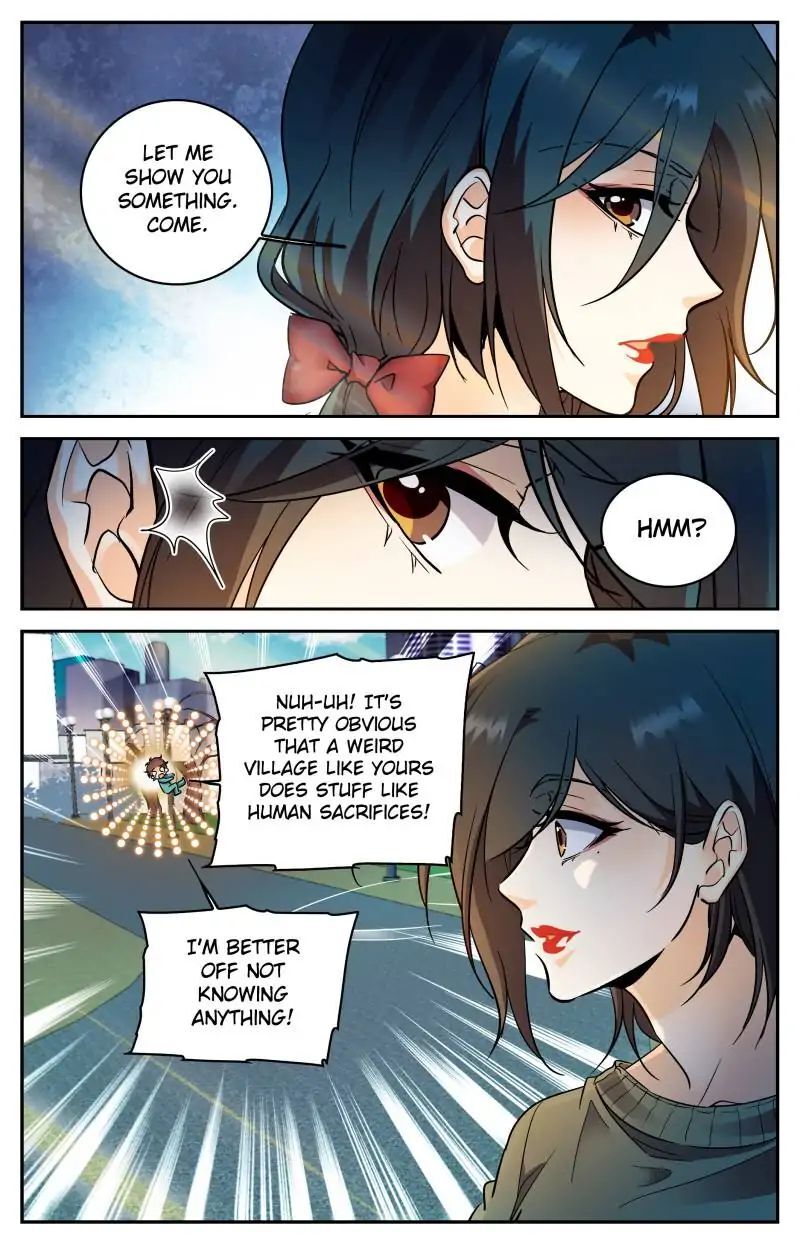 LET ME
SHOW YOU
SOMETHING.
COME.
HMM?
NUH-UH! IT'S
PRETTY OBVIOUS
THAT A WEIRD
VILLAGE LIKE YOURS
DOES STUFF LIKE
HUMAN SACRIFICES!
I'M BETTER
OFF NOT
KNOWING
ANYTHING!